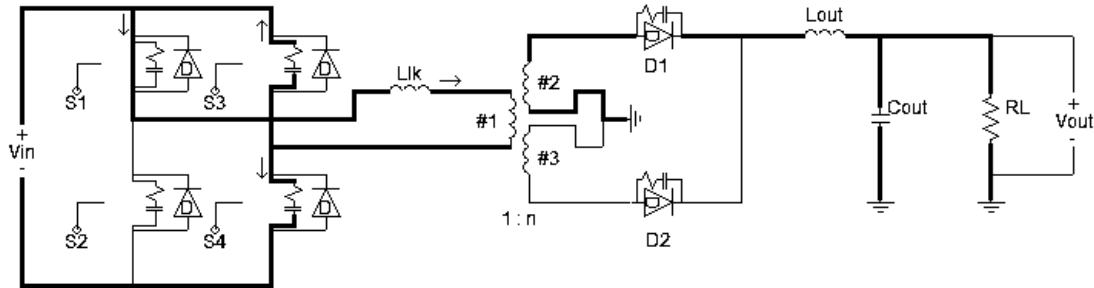 Lout
D
D1
Llk
#2
S1
S3
D
D
+
Vin
-
#1
#3
Cout
RL
+
Vout
-
S2
S4
D
D
1 : n
D
D2